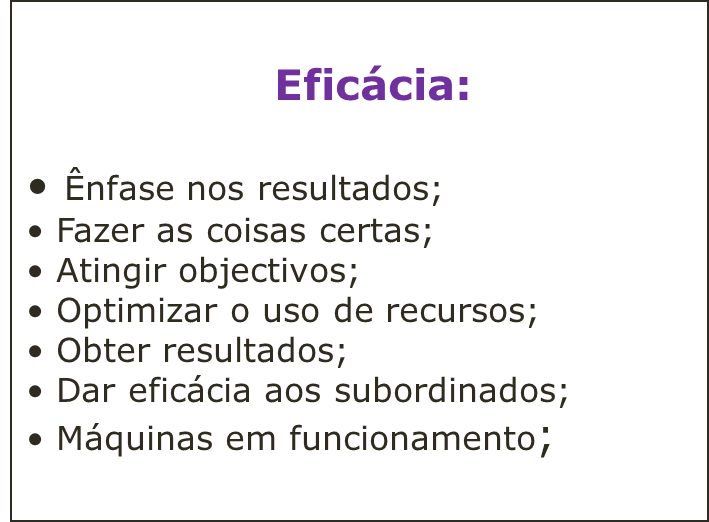 Eficácia:
• Ênfase nos resultados;
• Fazer as coisas certas;
• Atingir objectivos;
• Optimizar o uso de recursos;
• Obter resultados;
• Dar eficácia aos subordinados;
• Máquinas em funcionamento;